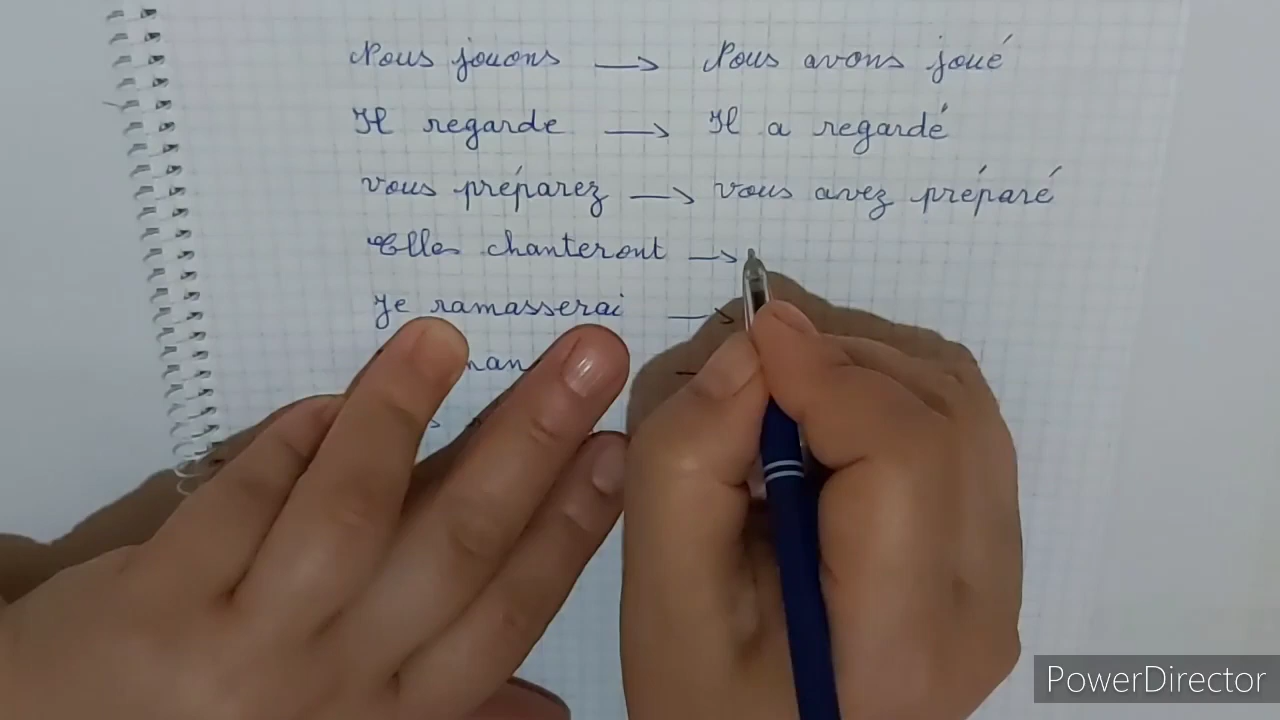 Nous jouons → Nous avons joué
Il regarde → Il a regardé
vous préparez → vous avez préparé
Elles chanteront →
Je ramasserai →
PowerDirector